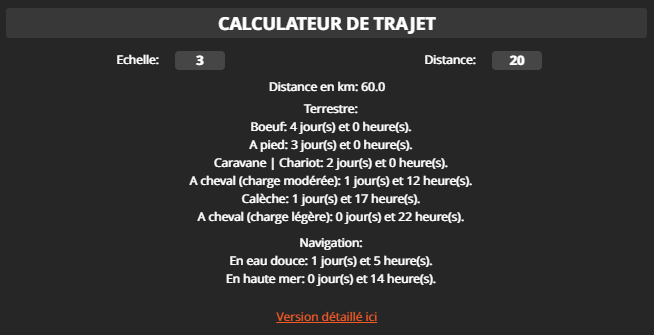 CALCULATEUR DE TRAJET
Echelle: 3 Distance: 20
Distance en km: 60.0
Terrestre:
Boeuf: 4 jour(s) et 0 heure(s).
A pied: 3 jour(s) et 0 heure(s).
Caravane | Chariot: 2 jour(s) et 0 heure(s).
A cheval (charge modérée): 1 jour(s) et 12 heure(s).
Calèche: 1 jour(s) et 17 heure(s).
A cheval (charge légère): 0 jour(s) et 22 heure(s).
Navigation:
En eau douce: 1 jour(s) et 5 heure(s).
En haute mer: 0 jour(s) et 14 heure(s).
Version détaillé ici